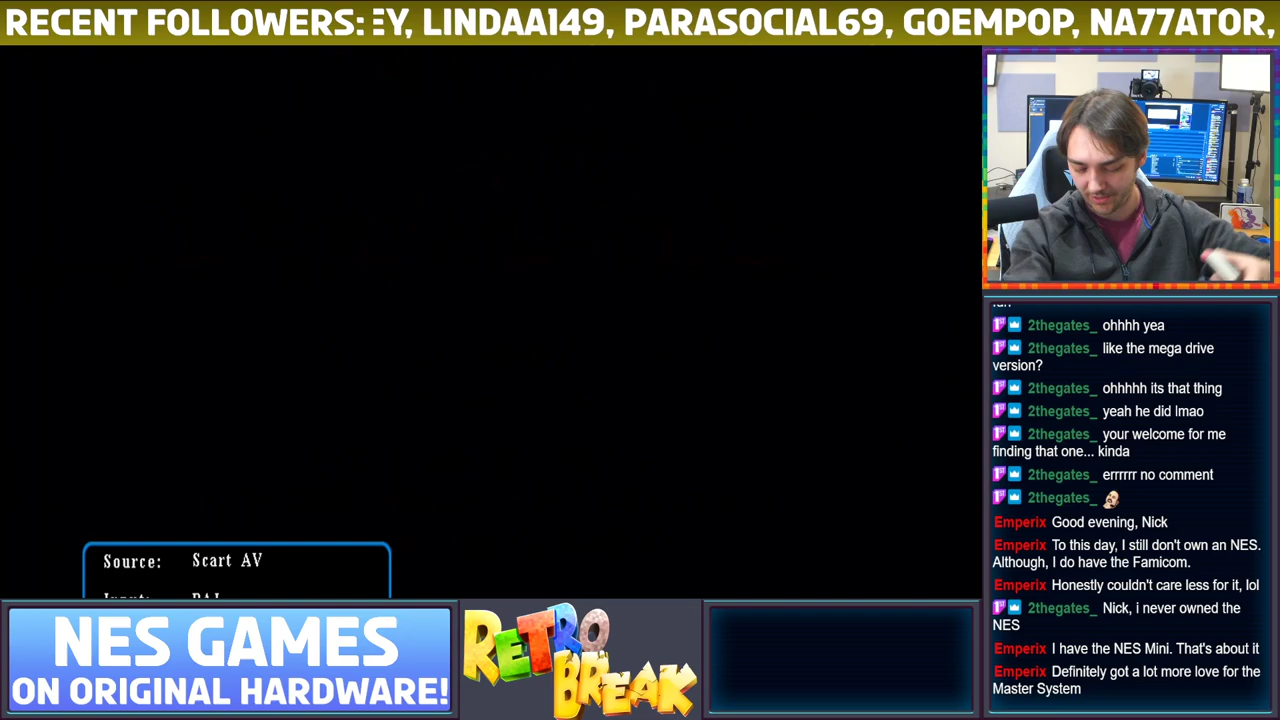 RECENT FOLLOWERS: EY, LINDAA149, PARASOCIAL69, GOEMPOP, NA77ATOR,
2thegates_ ohhhh yea
2thegates_ like the mega drive
version?
2thegates_ ohhhhh its that thing
2thegates_ yeah he did lmao
2thegates_ your welcome for me
finding that one... kinda
2thegates_ errrrrr no comment
2thegates_
Emperix Good evening, Nick
Emperix To this day, I still don't own an NES.
Although, I do have the Famicom.
Emperix Honestly couldn't care less for it, lol
2thegates_ Nick, i never owned the
NES
Emperix I have the NES Mini. That's about it
Emperix Definitely got a lot more love for the
Master System
Source: Scart AV
NES GAMES
ON ORIGINAL HARDWARE!
RETRO
BREAK